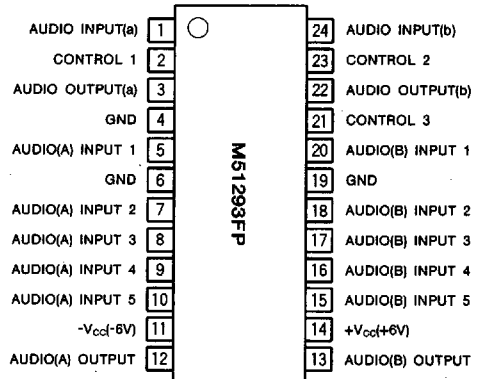 AUDIO INPUT(a) 1 24 AUDIO INPUT(b)
CONTROL 1 2 23 CONTROL 2
AUDIO OUTPUT(a) 3 22 AUDIO OUTPUT(b)
GND 4 21 CONTROL 3
AUDIO(A) INPUT 1 5 20 AUDIO(B) INPUT 1
GND 6 19 GND
AUDIO(A) INPUT 2 7 18 AUDIO(B) INPUT 2
AUDIO(A) INPUT 3 8 17 AUDIO(B) INPUT 3
AUDIO(A) INPUT 4 9 16 AUDIO(B) INPUT 4
AUDIO(A) INPUT 5 10 15 AUDIO(B) INPUT 5
-Vcc(-6V) 11 14 +Vcc(+6V)
AUDIO(A) OUTPUT 12 13 AUDIO(B) OUTPUT
M51293FP